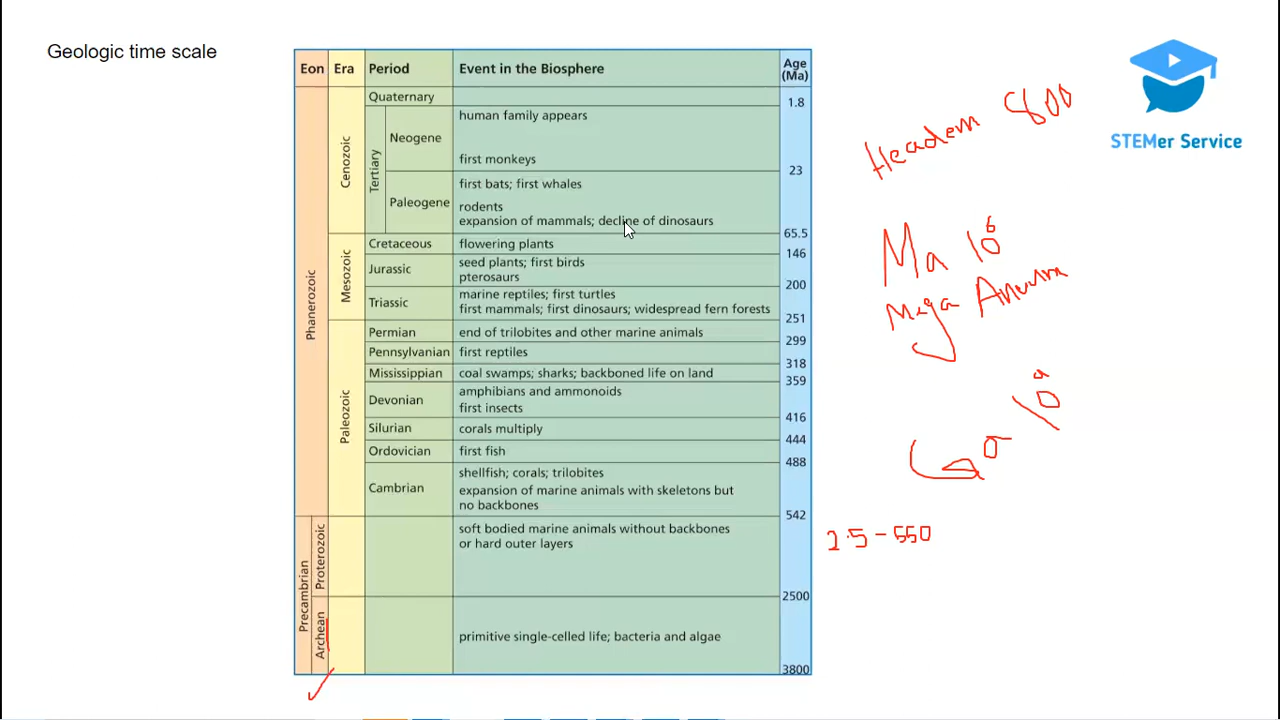 Geologic time scale
Eon Era Period Event in the Biosphere Age (Ma)
Phanerozoic
Cenozoic
Quaternary
1.8
Tertiary
Neogene
human family appears
first monkeys
23
Paleogene
first bats; first whales
rodents
expansion of mammals; decline of dinosaurs
65.5
Mesozoic
Cretaceous
flowering plants
146
Jurassic
seed plants; first birds
pterosaurs
200
Triassic
marine reptiles; first turtles
first mammals; first dinosaurs; widespread fern forests
251
Paleozoic
Permian
end of trilobites and other marine animals
299
Pennsylvanian
first reptiles
318
Mississippian
coal swamps; sharks; backboned life on land
359
Devonian
amphibians and ammonoids
first insects
416
Silurian
corals multiply
444
Ordovician
first fish
488
Cambrian
shellfish; corals; trilobites
expansion of marine animals with skeletons but
no backbones
542
Precambrian
Proterozoic
soft bodied marine animals without backbones
or hard outer layers
2500
Archean
primitive single-celled life; bacteria and algae
3800
STEMer Service
800
Ma 10⁶
Mega
Ga 10⁹
2.5-550